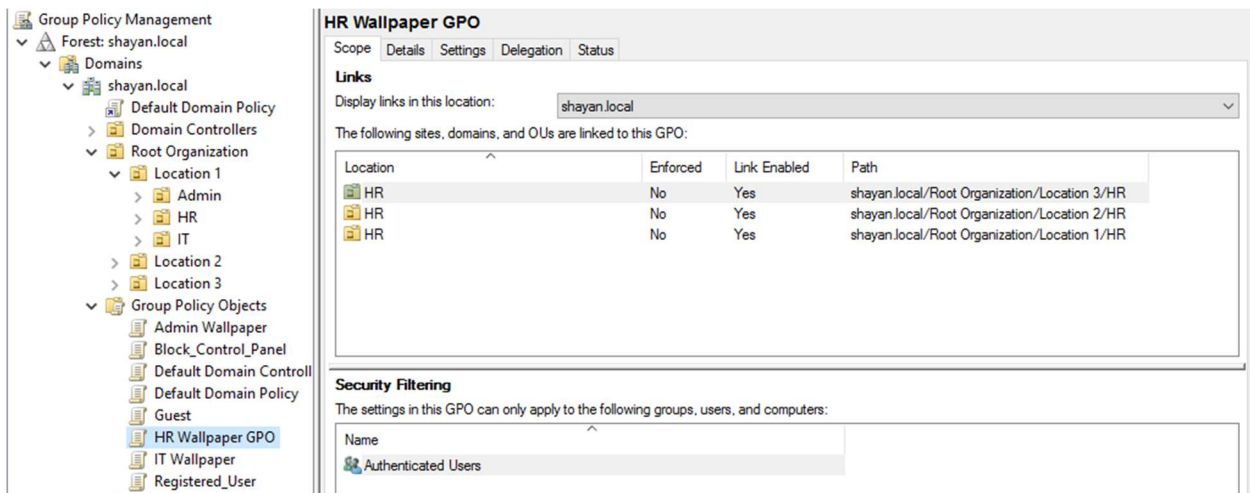 Group Policy Management
Forest: shayan.local
Domains
shayan.local
Default Domain Policy
Domain Controllers
Root Organization
Location 1
Admin
HR
IT
Location 2
Location 3
Group Policy Objects
Admin Wallpaper
Block_Control_Panel
Default Domain Controll
Default Domain Policy
Guest
HR Wallpaper GPO
IT Wallpaper
Registered_User
HR Wallpaper GPO
Scope Details Settings Delegation Status
Links
Display links in this location: shayan.local
The following sites, domains, and OUs are linked to this GPO:
Location Enforced Link Enabled Path
HR No Yes shayan.local/Root Organization/Location 3/HR
HR No Yes shayan.local/Root Organization/Location 2/HR
HR No Yes shayan.local/Root Organization/Location 1/HR
Security Filtering
The settings in this GPO can only apply to the following groups, users, and computers:
Name
Authenticated Users